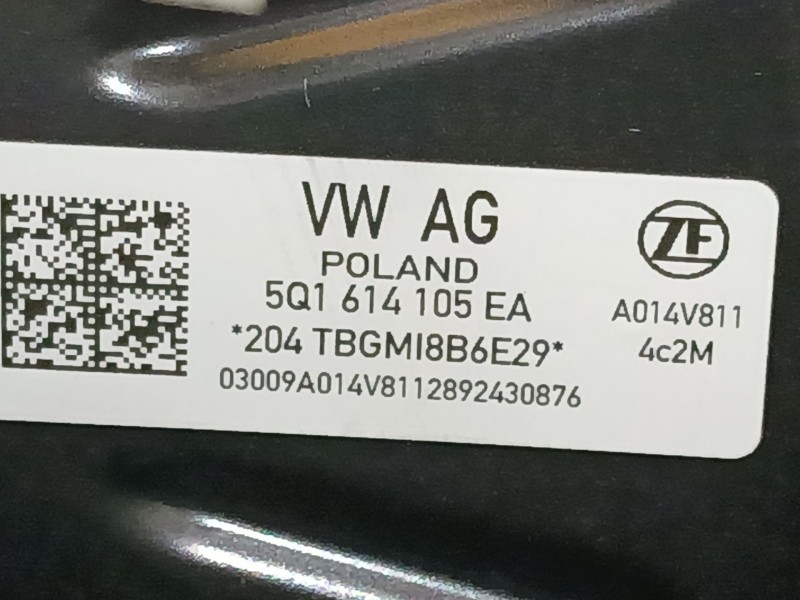 VW AG
POLAND
5Q1 614 105 EA
*204 TBGMI8B6E29*
03009A014V8112892430876
ZF
A014V811
4c2M